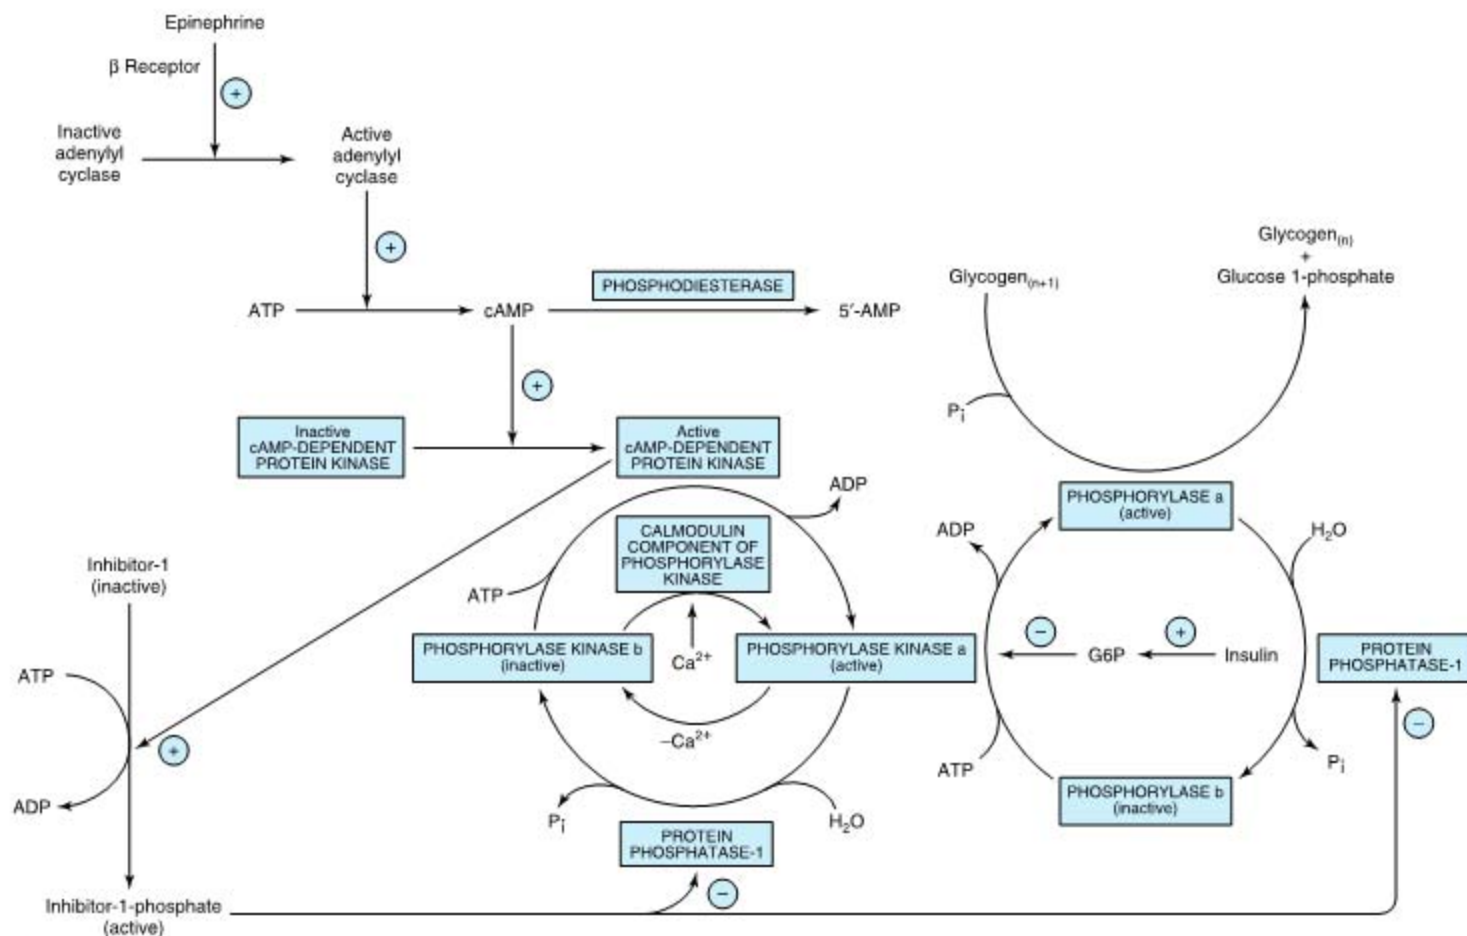 Epinephrine
β Receptor
+
Inactive
adenylyl
cyclase
Active
adenylyl
cyclase
+
ATP
cAMP
PHOSPHODIESTERASE
5′-AMP
+
Inactive
cAMP-DEPENDENT
PROTEIN KINASE
Active
cAMP-DEPENDENT
PROTEIN KINASE
Glycogen(n+1)
Glycogen(n)
+
Glucose 1-phosphate
Pi
PHOSPHORYLASE a
(active)
ADP
H2O
ADP
CALMODULIN
COMPONENT OF
PHOSPHORYLASE
KINASE
ATP
PHOSPHORYLASE KINASE b
(inactive)
Ca2+
PHOSPHORYLASE KINASE a
(active)
–Ca2+
−
G6P
+
Insulin
PROTEIN
PHOSPHATASE-1
−
Inhibitor-1
(inactive)
ATP
+
ADP
Pi
H2O
PROTEIN
PHOSPHATASE-1
−
ATP
Pi
PHOSPHORYLASE b
(inactive)
Inhibitor-1-phosphate
(active)